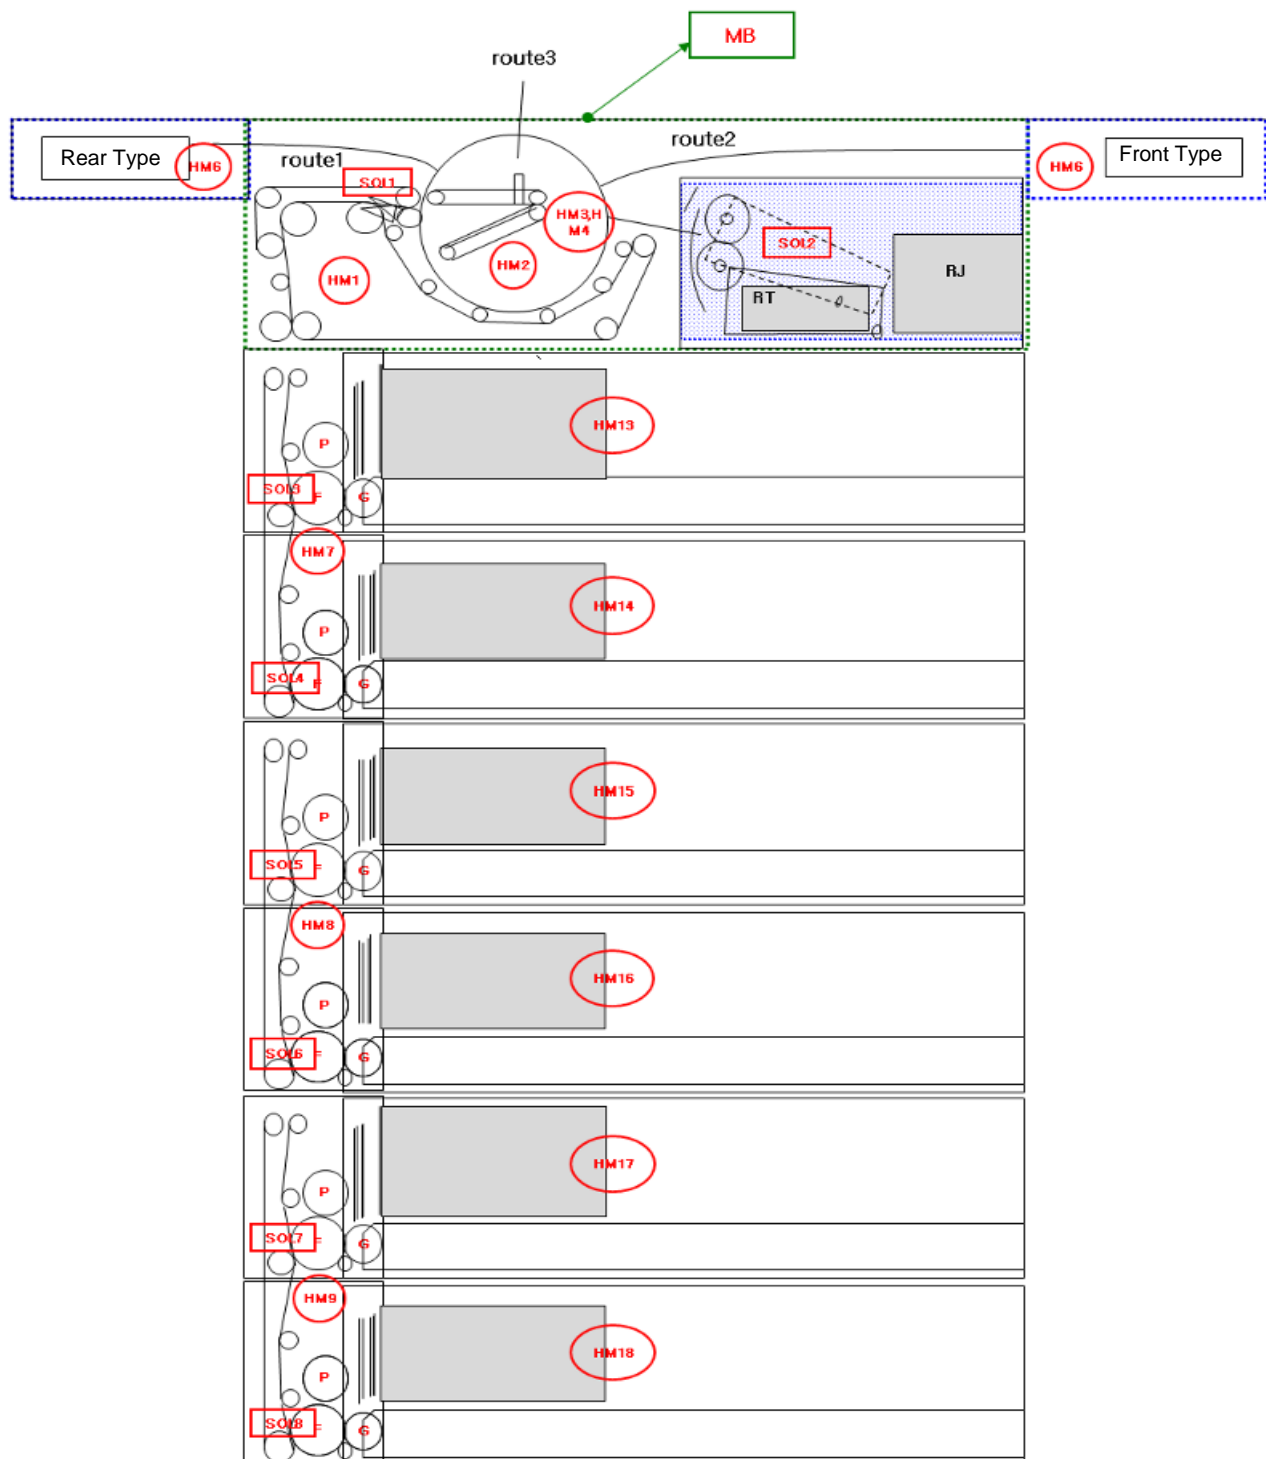 MB
route3
route2
Rear Type
HM6
route1
SOL1
HM6
Front Type
HM3,H
M4
SOL2
HM2
HM1
RJ
RT
HM13
P
SOL3
F
G
HM7
HM14
P
SOL4
F
G
HM15
P
SOL5
F
G
HM8
HM16
P
SOL6
F
G
HM17
P
SOL7
F
G
HM9
HM18
P
SOL8
F
G